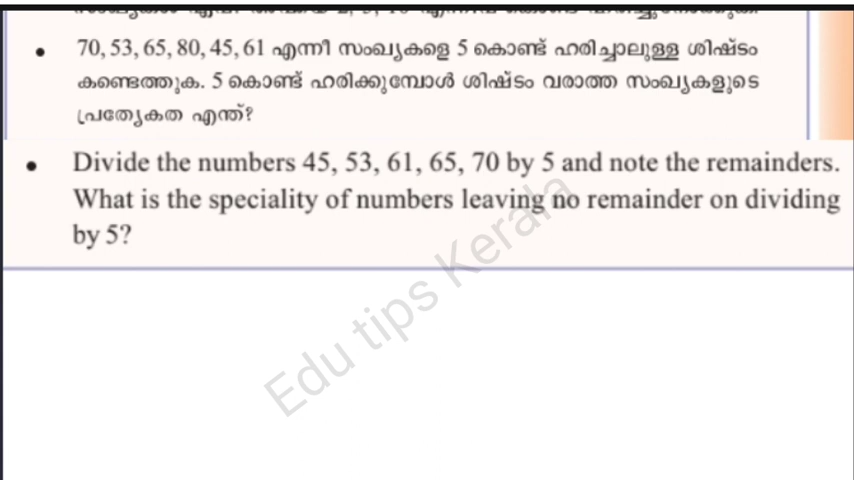 70, 53, 65, 80, 45, 61 എന്നീ സംഖ്യകളെ 5 കൊണ്ട് ഹരിച്ചാലുള്ള ശിഷ്ടം
കണ്ടെത്തുക. 5 കൊണ്ട് ഹരിക്കുമ്പോൾ ശിഷ്ടം വരാത്ത സംഖ്യകളുടെ
പ്രത്യേകത എന്ത്?
Divide the numbers 45, 53, 61, 65, 70 by 5 and note the remainders.
What is the speciality of numbers leaving no remainder on dividing
by 5?
Edu tips Kerala